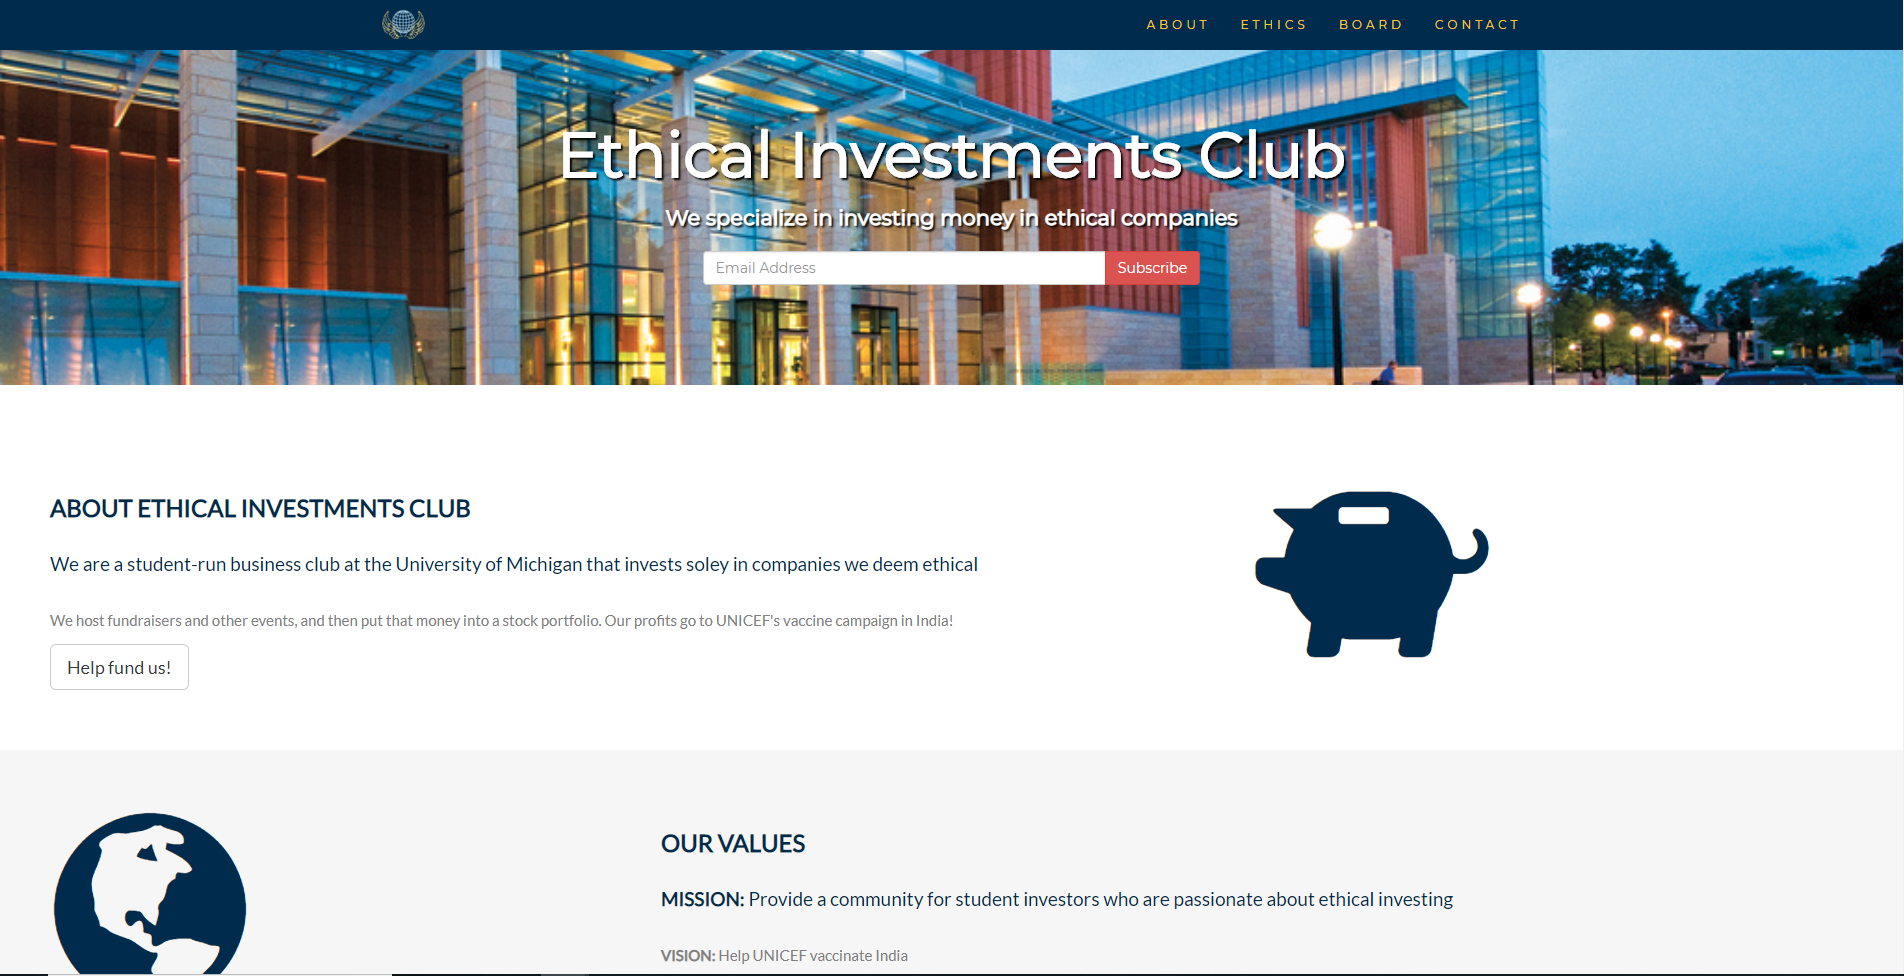 ABOUT ETHICS BOARD CONTACT
Ethical Investments Club
We specialize in investing money in ethical companies
Email Address Subscribe
ABOUT ETHICAL INVESTMENTS CLUB
We are a student-run business club at the University of Michigan that invests soley in companies we deem ethical
We host fundraisers and other events, and then put that money into a stock portfolio. Our profits go to UNICEF's vaccine campaign in India!
Help fund us!
OUR VALUES
MISSION: Provide a community for student investors who are passionate about ethical investing
VISION: Help UNICEF vaccinate India